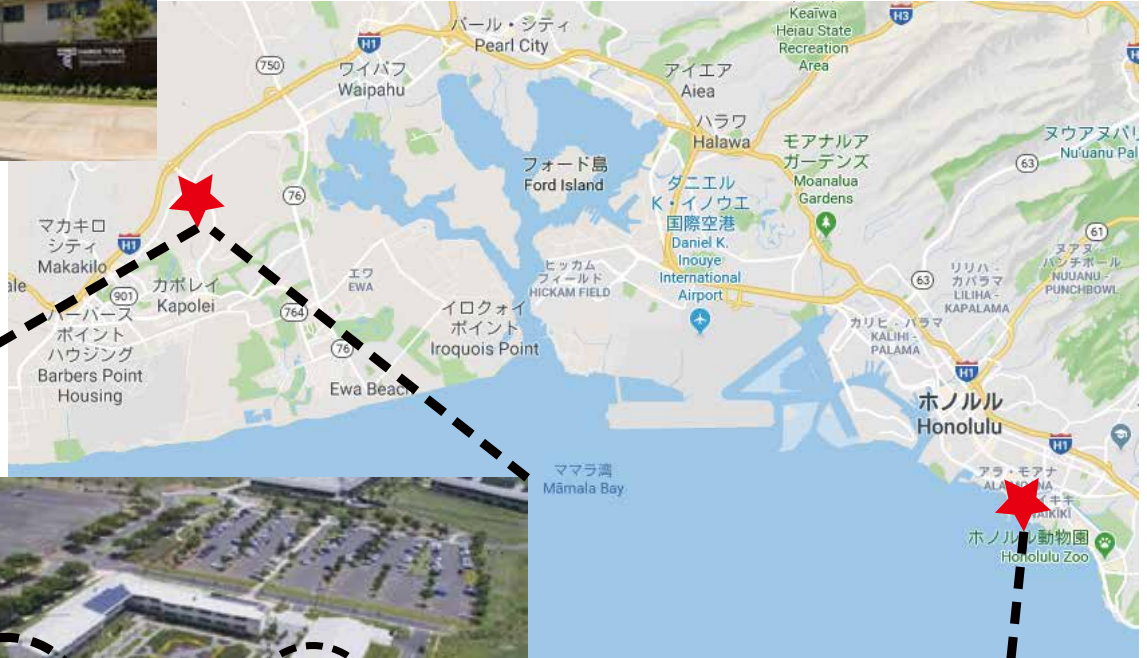 パール・シティ
Pearl City
H1
750
ワイパフ
Waipahu
Keaīwa
Heiau State
Recreation
Area
H3
アイエア
Aiea
ハラワ
Halawa
モアナルア
ガーデンズ
Moanalua
Gardens
63
フォード島
Ford Island
ダニエル
K・イノウエ
国際空港
Daniel K.
Inouye
International
Airport
76
マカキロ
シティ
Makakilo
H1
901
カポレイ
Kapolei
エワ
EWA
764
ハーバース
ポイント
ハウジング
Barbers Point
Housing
76
イロクォイ
ポイント
Iroquois Point
Ewa Beach
ヒッカム
フィールド
HICKAM FIELD
61
ヌアヌ・
パンチボール
NUUANU -
PUNCHBOWL
63
リリハ・
カパラマ
LILIHA -
KAPALAMA
カリヒ・パラマ
KALIHI -
PALAMA
H1
ホノルル
Honolulu
H1
ママラ湾
Māmala Bay
アラ・モアナ
ホノルル動物園
Honolulu Zoo